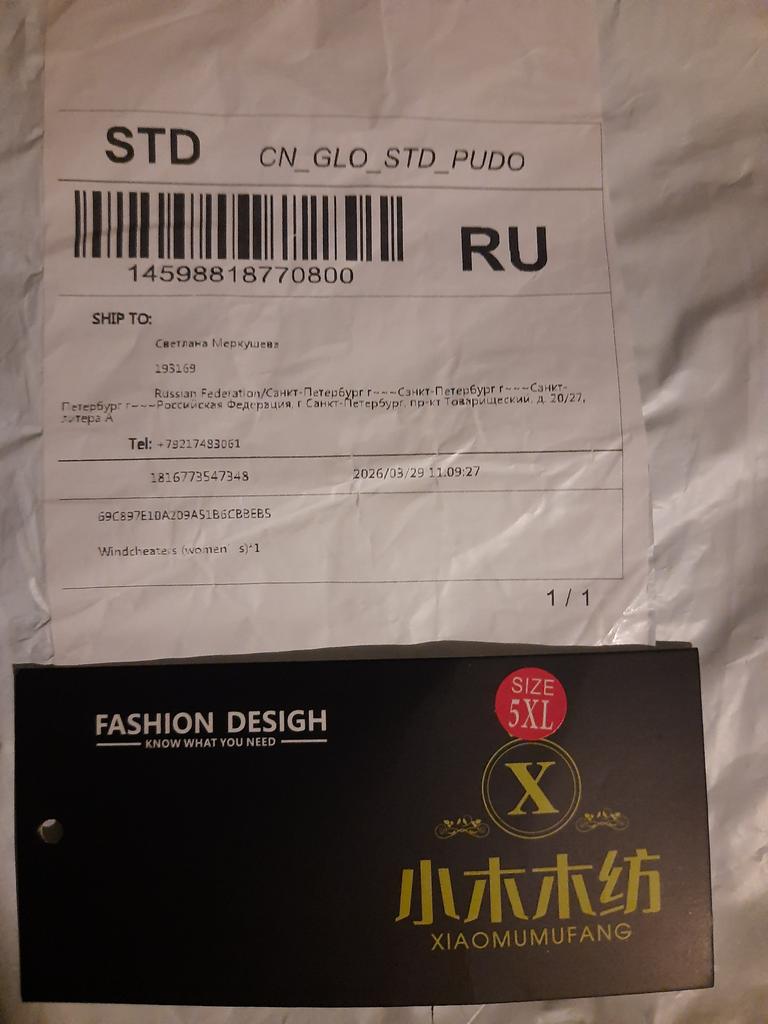 STD CN_GLO_STD_PUDO
14598818770800
RU
SHIP TO:
Светлана Меркушева
193169
Russian Federation/Санкт-Петербург г~~~Санкт-Петербург г~~~Санкт-
Петербург г~~~Российская Федерация, г Санкт-Петербург, пр-кт Товарищеский, д. 20/27,
литера А
Tel: +79217483061
1816773547348 2026/03/29 11:09:27
69C897E10A209A51B6CBBEB5
Windcheaters (women's)*1
1 / 1
FASHION DESIGH
KNOW WHAT YOU NEED
SIZE
5XL
X
小木木纺
XIAOMUMUFANG